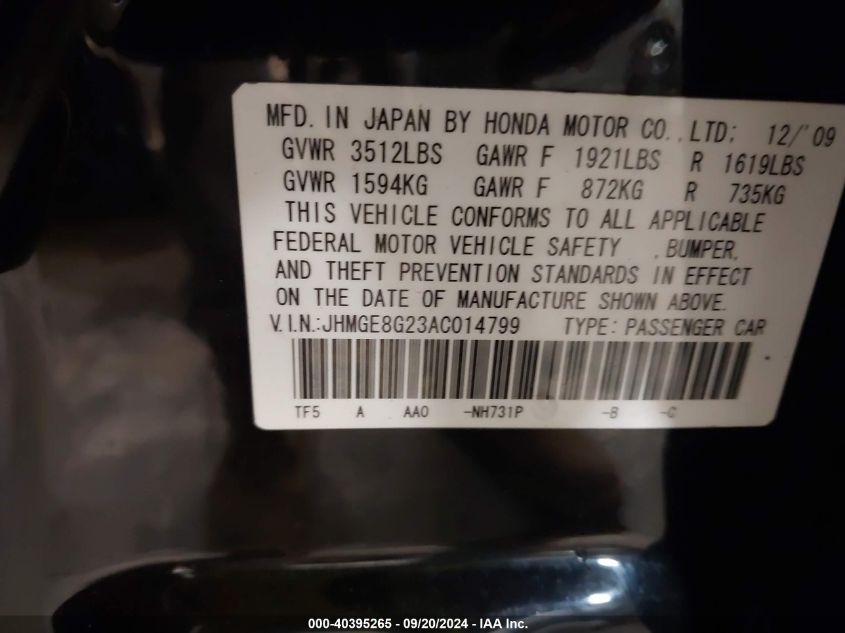 MFD. IN JAPAN BY HONDA MOTOR CO., LTD; 12/'09
GVWR 3512LBS GAWR F 1921LBS R 1619LBS
GVWR 1594KG GAWR F 872KG R 735KG
THIS VEHICLE CONFORMS TO ALL APPLICABLE
FEDERAL MOTOR VEHICLE SAFETY , BUMPER,
AND THEFT PREVENTION STANDARDS IN EFFECT
ON THE DATE OF MANUFACTURE SHOWN ABOVE.
V.I.N.:JHMGE8G23AC014799 TYPE: PASSENGER CAR
TF5 A AA0 -NH731P -B -C
000-40395265 - 09/20/2024 - IAA Inc.